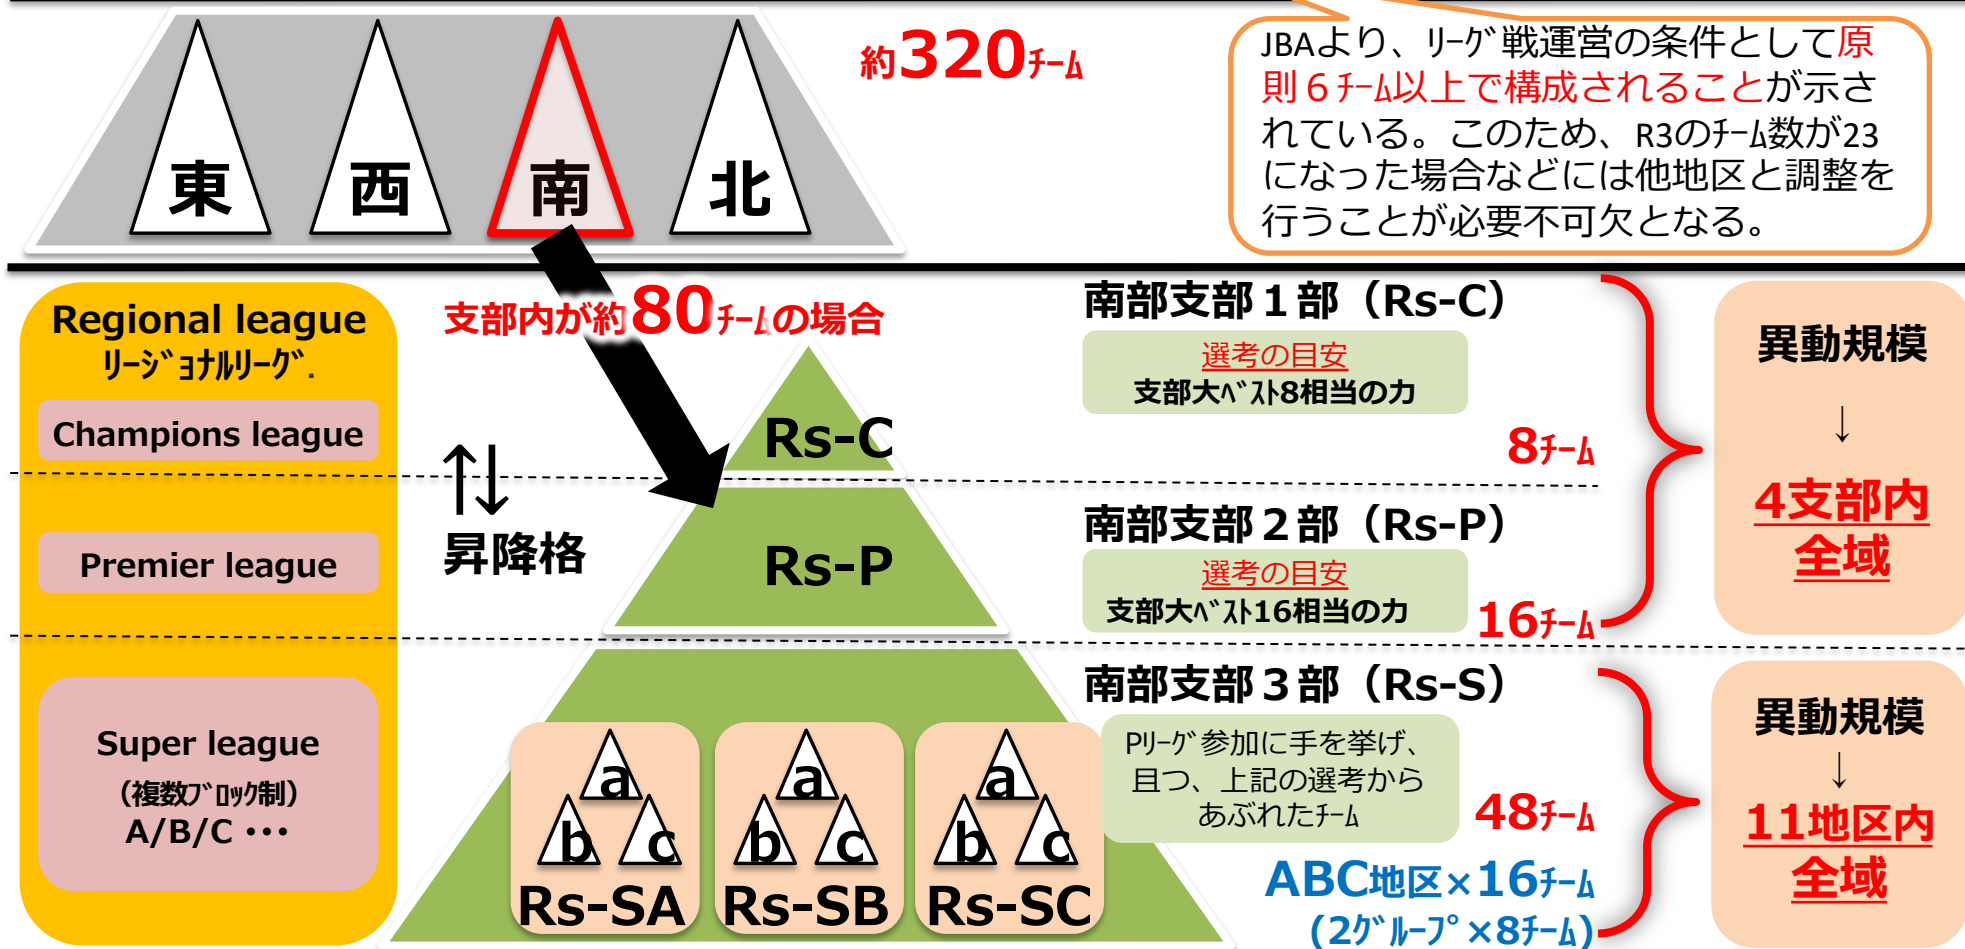 東
西
南
北
約320ﾁｰﾑ
JBAより、ﾘｰｸﾞ戦運営の条件として原
則６ﾁｰﾑ以上で構成されることが示さ
れている。このため、R3のﾁｰﾑ数が23
になった場合などには他地区と調整を
行うことが必要不可欠となる。
Regional league
ﾘｰｼﾞｮﾅﾙﾘｰｸﾞ.
Champions league
Premier league
Super league
（複数ﾌﾞﾛｯｸ制）
A/B/C ･･･
支部内が約80ﾁｰﾑの場合
↑↓
昇降格
Rs-C
Rs-P
a
b c
Rs-SA
a
b c
Rs-SB
a
b c
Rs-SC
南部支部１部（Rs-C）
選考の目安
支部大ﾍﾞｽﾄ8相当の力
8ﾁｰﾑ
南部支部２部（Rs-P）
選考の目安
支部大ﾍﾞｽﾄ16相当の力
16ﾁｰﾑ
南部支部３部（Rs-S）
Pﾘｰｸﾞ参加に手を挙げ、
且つ、上記の選考から
あぶれたﾁｰﾑ
48ﾁｰﾑ
ABC地区×16ﾁｰﾑ
(2ｸﾞﾙｰﾌﾟ×8ﾁｰﾑ)
異動規模
↓
4支部内
全域
異動規模
↓
11地区内
全域